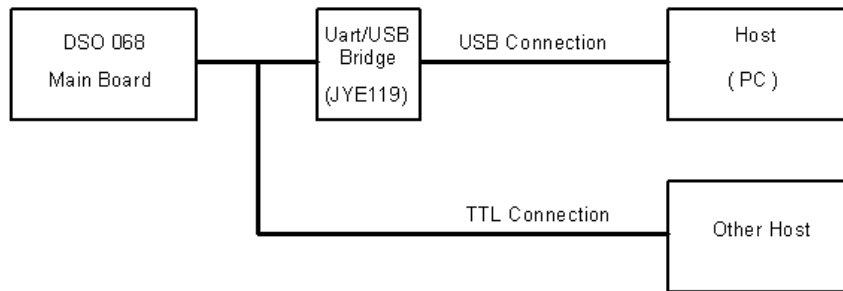 DSO 068
Main Board
Uart/USB
Bridge
(JYE119)
USB Connection
Host
( PC )
TTL Connection
Other Host